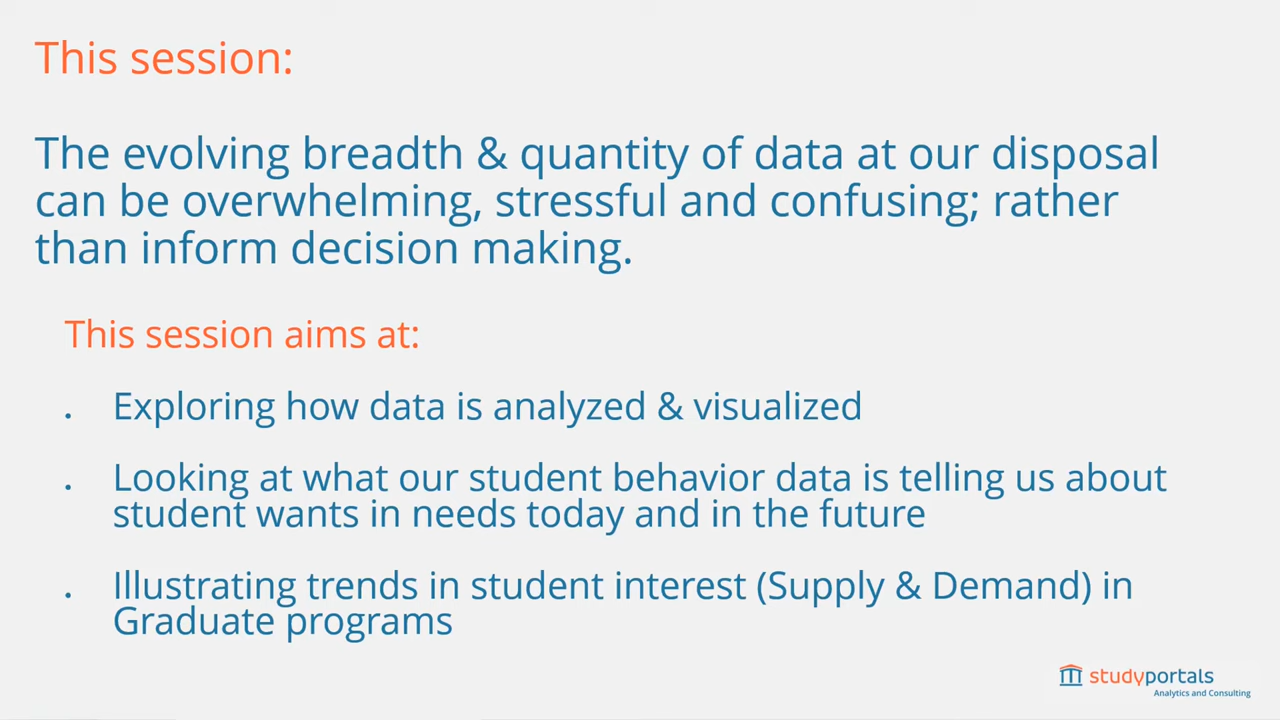 This session:
The evolving breadth & quantity of data at our disposal
can be overwhelming, stressful and confusing; rather
than inform decision making.
This session aims at:
. Exploring how data is analyzed & visualized
. Looking at what our student behavior data is telling us about
student wants in needs today and in the future
. Illustrating trends in student interest (Supply & Demand) in
Graduate programs
studyportals
Analytics and Consulting